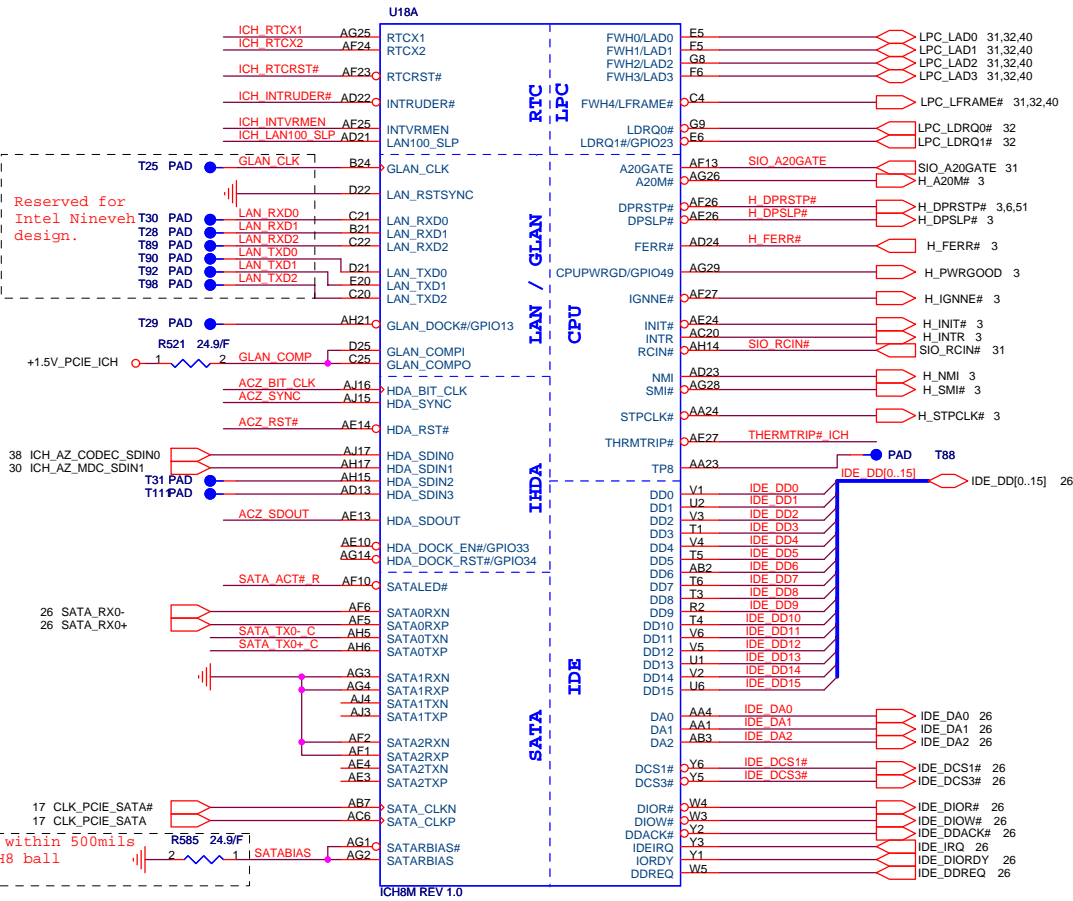 U18A
ICH_RTCX1 AG25 RTCX1
ICH_RTCX2 AF24 RTCX2
ICH_RTCRST# AF23 RTCRST#
ICH_INTRUDER# AD22 INTRUDER#
ICH_INTVRMEN AF25 INTVRMEN
ICH_LAN100_SLP AD21 LAN100_SLP
T25 PAD GLAN_CLK B24 GLAN_CLK
D22 LAN_RSTSYNC
Reserved for
Intel Nineveh
design.
T30 PAD LAN_RXD0 C21 LAN_RXD0
T28 PAD LAN_RXD1 B21 LAN_RXD1
T89 PAD LAN_RXD2 C22 LAN_RXD2
T90 PAD LAN_TXD0 D21 LAN_TXD0
T92 PAD LAN_TXD1 E20 LAN_TXD1
T98 PAD LAN_TXD2 C20 LAN_TXD2
T29 PAD AH21 GLAN_DOCK#/GPIO13
R521 24.9/F
+1.5V_PCIE_ICH 1 2 GLAN_COMP D25 GLAN_COMPI
C25 GLAN_COMPO
ACZ_BIT_CLK AJ16 HDA_BIT_CLK
ACZ_SYNC AJ15 HDA_SYNC
ACZ_RST# AE14 HDA_RST#
38 ICH_AZ_CODEC_SDIN0 AJ17 HDA_SDIN0
30 ICH_AZ_MDC_SDIN1 AH17 HDA_SDIN1
T31 PAD AH15 HDA_SDIN2
T111 PAD AD13 HDA_SDIN3
ACZ_SDOUT AE13 HDA_SDOUT
AE10 HDA_DOCK_EN#/GPIO33
AG14 HDA_DOCK_RST#/GPIO34
SATA_ACT#_R AF10 SATALED#
26 SATA_RX0- AF6 SATA0RXN
26 SATA_RX0+ AF5 SATA0RXP
SATA_TX0-_C AH5 SATA0TXN
SATA_TX0+_C AH6 SATA0TXP
AG3 SATA1RXN
AG4 SATA1RXP
AJ4 SATA1TXN
AJ3 SATA1TXP
AF2 SATA2RXN
AF1 SATA2RXP
AE4 SATA2TXN
AE3 SATA2TXP
17 CLK_PCIE_SATA# AB7 SATA_CLKN
17 CLK_PCIE_SATA AC6 SATA_CLKP
within 500mils
H8 ball
R585 24.9/F
2 1 SATABIAS AG1 SATARBIAS#
AG2 SATARBIAS
ICH8M REV 1.0
RTC
LPC
LAN / GLAN
CPU
IHDA
IDE
SATA
FWH0/LAD0 E5 LPC_LAD0 31,32,40
FWH1/LAD1 F5 LPC_LAD1 31,32,40
FWH2/LAD2 G8 LPC_LAD2 31,32,40
FWH3/LAD3 F6 LPC_LAD3 31,32,40
FWH4/LFRAME# C4 LPC_LFRAME# 31,32,40
LDRQ0# G9 LPC_LDRQ0# 32
LDRQ1#/GPIO23 E6 LPC_LDRQ1# 32
A20GATE AF13 SIO_A20GATE SIO_A20GATE 31
A20M# AG26 H_A20M# 3
DPRSTP# AF26 H_DPRSTP# H_DPRSTP# 3,6,51
DPSLP# AE26 H_DPSLP# H_DPSLP# 3
FERR# AD24 H_FERR# H_FERR# 3
CPUPWRGD/GPIO49 AG29 H_PWRGOOD 3
IGNNE# AF27 H_IGNNE# 3
INIT# AE24 H_INIT# 3
INTR AC20 H_INTR 3
RCIN# AH14 SIO_RCIN# SIO_RCIN# 31
NMI AD23 H_NMI 3
SMI# AG28 H_SMI# 3
STPCLK# AA24 H_STPCLK# 3
THRMTRIP# AE27 THERMTRIP#_ICH
TP8 AA23 PAD T88
IDE_DD[0..15] IDE_DD[0..15] 26
DD0 V1 IDE_DD0
DD1 U2 IDE_DD1
DD2 V3 IDE_DD2
DD3 T1 IDE_DD3
DD4 V4 IDE_DD4
DD5 T5 IDE_DD5
DD6 AB2 IDE_DD6
DD7 T6 IDE_DD7
DD8 T3 IDE_DD8
DD9 R2 IDE_DD9
DD10 T4 IDE_DD10
DD11 V6 IDE_DD11
DD12 V5 IDE_DD12
DD13 U1 IDE_DD13
DD14 V2 IDE_DD14
DD15 U6 IDE_DD15
DA0 AA4 IDE_DA0 IDE_DA0 26
DA1 AA1 IDE_DA1 IDE_DA1 26
DA2 AB3 IDE_DA2 IDE_DA2 26
DCS1# Y6 IDE_DCS1# IDE_DCS1# 26
DCS3# Y5 IDE_DCS3# IDE_DCS3# 26
DIOR# W4 IDE_DIOR# 26
DIOW# W3 IDE_DIOW# 26
DDACK# Y2 IDE_DDACK# 26
IDEIRQ Y3 IDE_IRQ 26
IORDY Y1 IDE_DIORDY 26
DDREQ W5 IDE_DDREQ 26